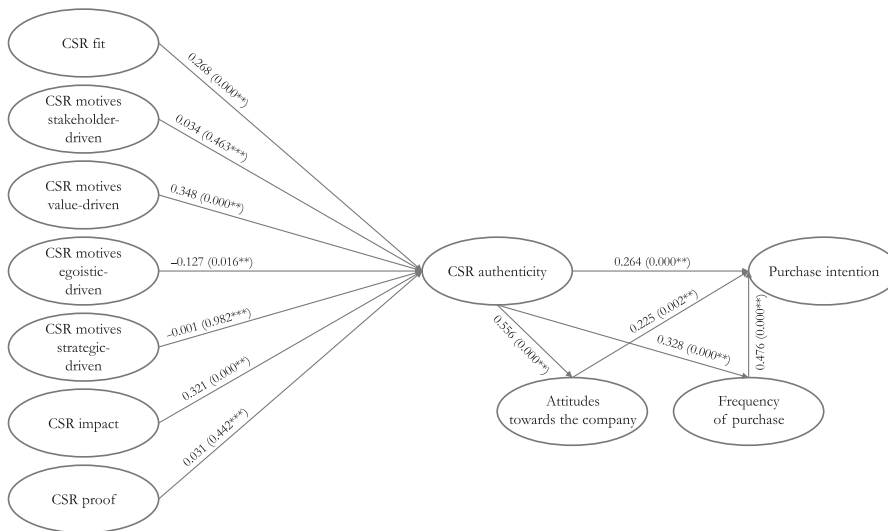 CSR fit
0.268 (0.000**)
CSR motives
stakeholder-
driven
0.034 (0.463***)
CSR motives
value-driven
0.348 (0.000**)
CSR motives
egoistic-
driven
–0.127 (0.016**)
CSR motives
strategic-
driven
–0.001 (0.982***)
CSR impact
0.321 (0.000**)
CSR proof
0.031 (0.442***)
CSR authenticity
0.264 (0.000**)
Purchase intention
0.556 (0.000**)
0.225 (0.002**)
0.328 (0.000**)
0.476 (0.000**)
Attitudes
towards the company
Frequency
of purchase